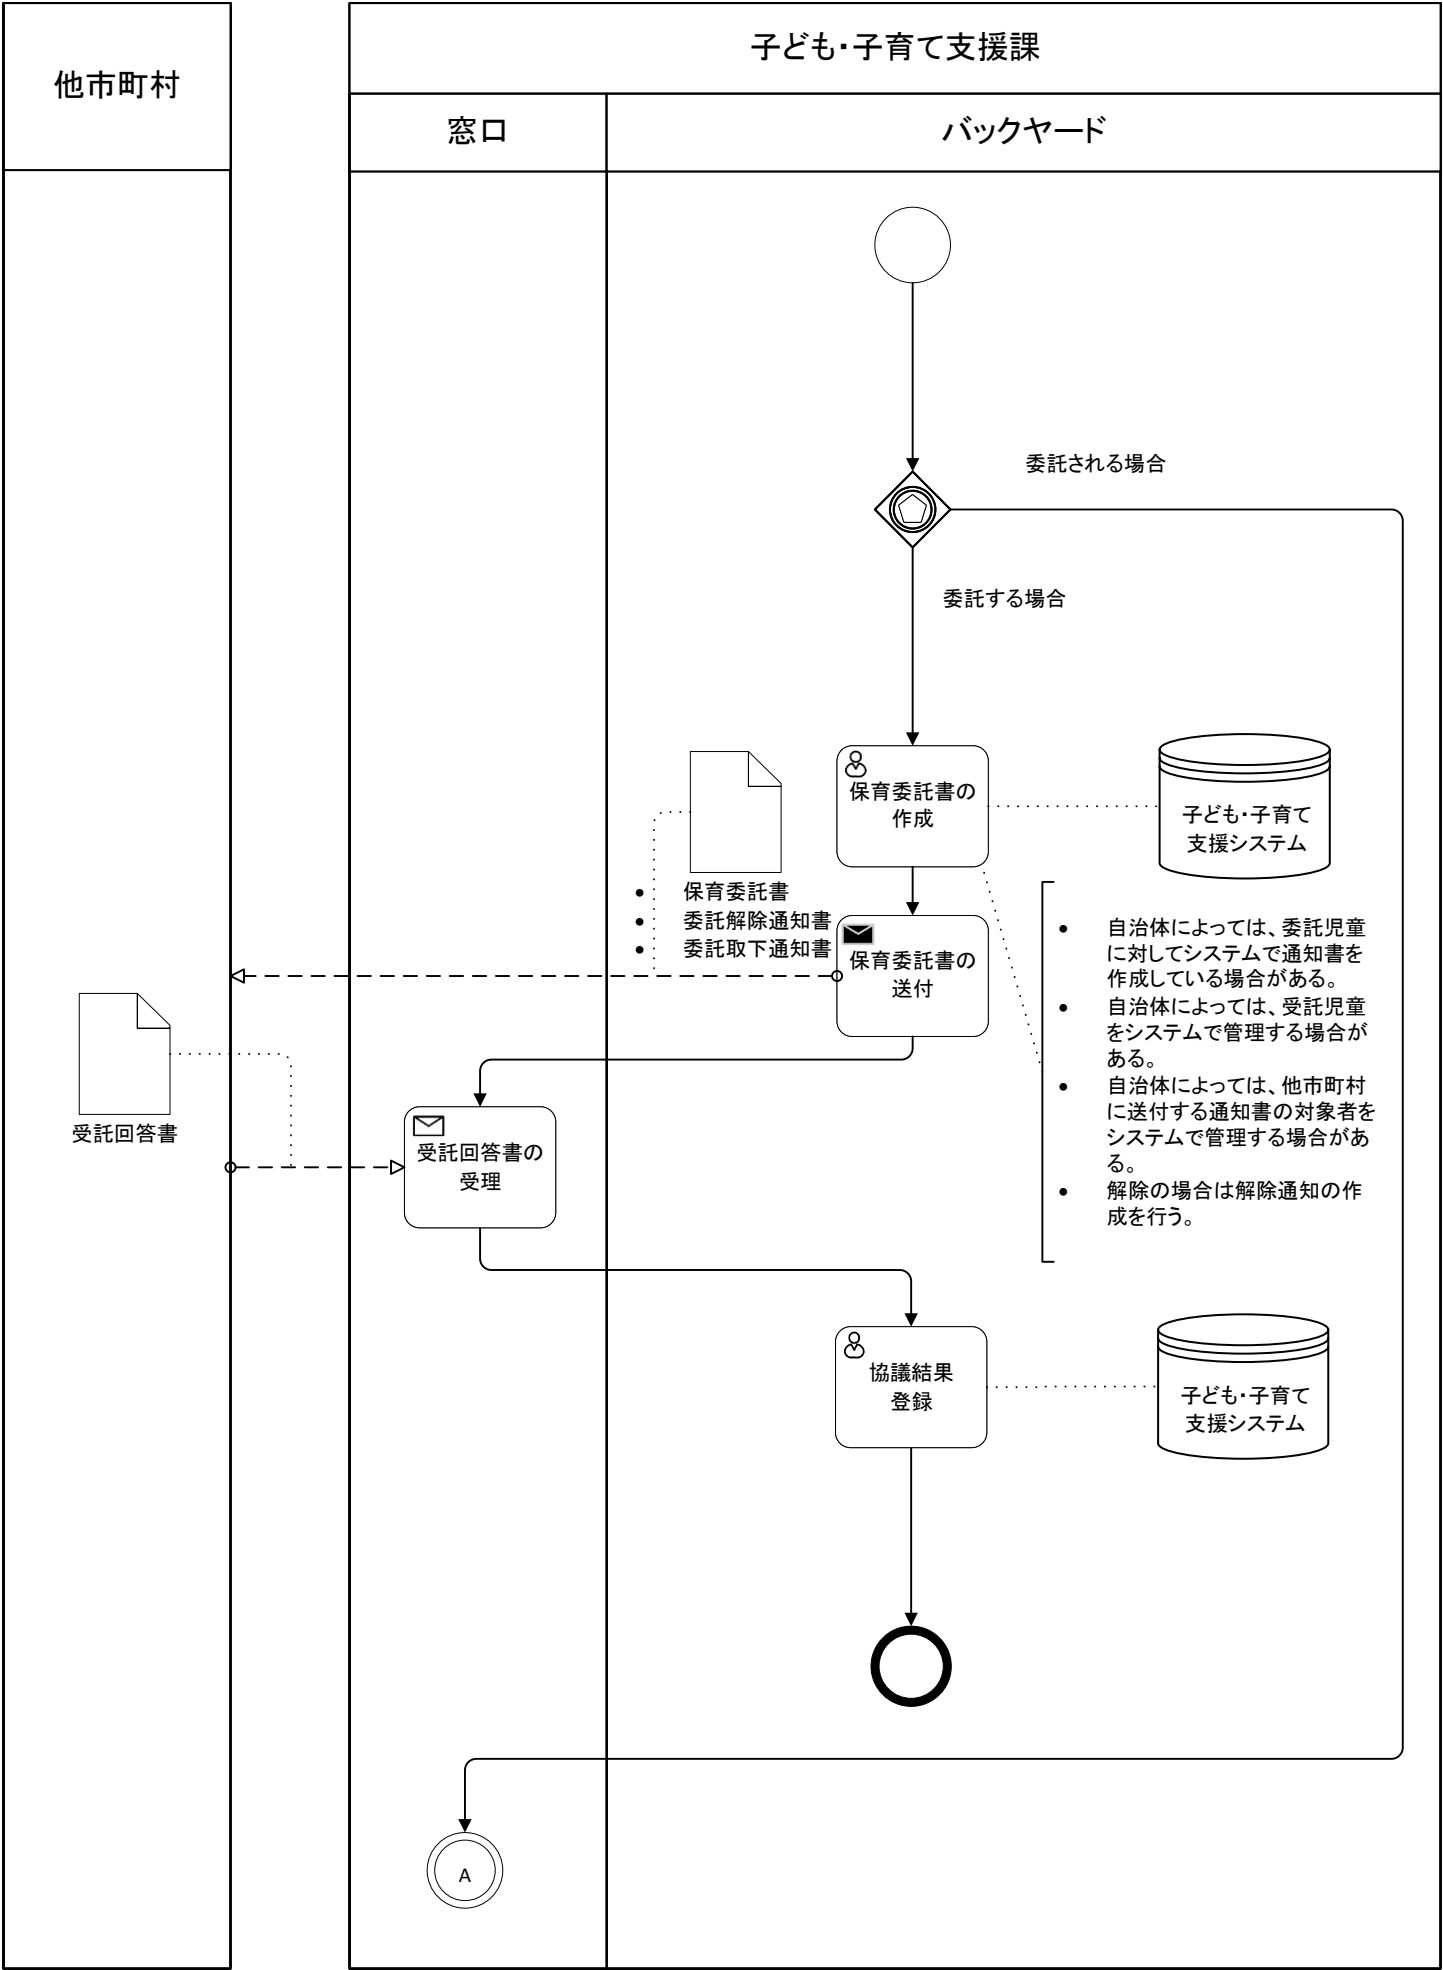 他市町村
子ども・子育て支援課
窓口
バックヤード
委託される場合
委託する場合
保育委託書の
作成
子ども・子育て
支援システム
● 保育委託書
● 委託解除通知書
● 委託取下通知書
保育委託書の
送付
● 自治体によっては、委託児童
に対してシステムで通知書を
作成している場合がある。
● 自治体によっては、受託児童
をシステムで管理する場合が
ある。
● 自治体によっては、他市町村
に送付する通知書の対象者を
システムで管理する場合があ
る。
● 解除の場合は解除通知の作
成を行う。
受託回答書
受託回答書の
受理
協議結果
登録
子ども・子育て
支援システム
A